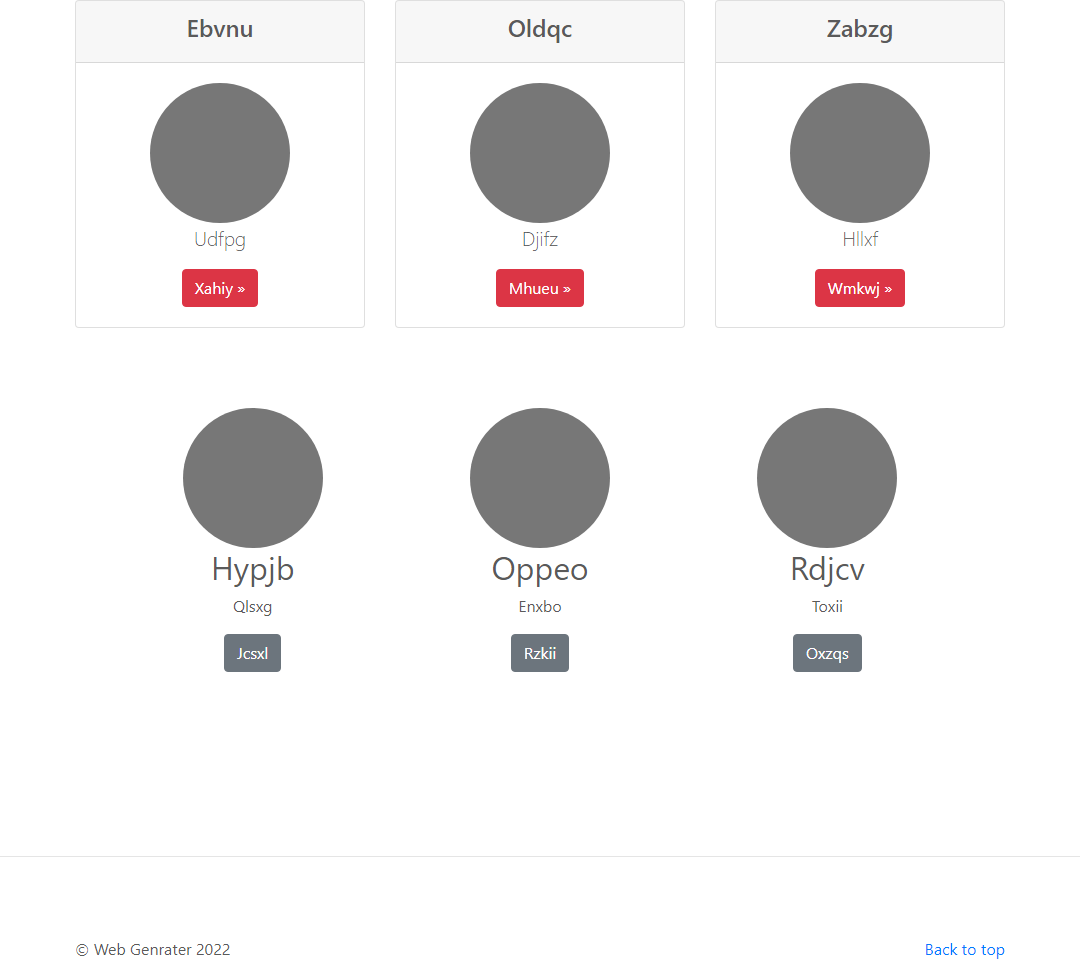 Ebvnu
Oldqc
Zabzg
Udfpg
Djifz
Hllxf
Xahiy »
Mhueu »
Wmkwj »
Hypjb
Oppeo
Rdjcv
Qlsxg
Enxbo
Toxii
Jcsxl
Rzkii
Oxzqs
© Web Genrater 2022
Back to top